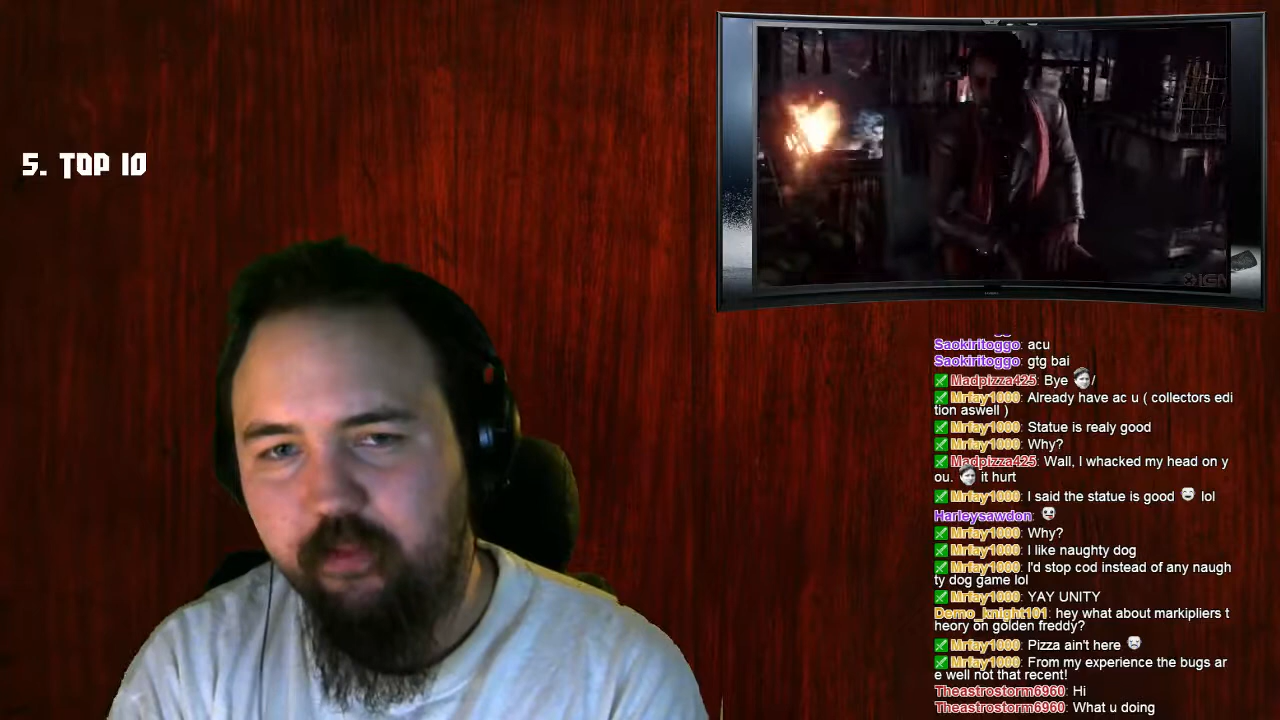 5. TOP 10
IGN
Saokiritoggo: acu
Saokiritoggo: gtg bai
Madpizza425: Bye /
Mrfay1000: Already have ac u ( collectors edi
tion aswell )
Mrfay1000: Statue is realy good
Mrfay1000: Why?
Madpizza425: Wall, I whacked my head on y
ou. it hurt
Mrfay1000: I said the statue is good lol
Harleysawdon:
Mrfay1000: Why?
Mrfay1000: I like naughty dog
Mrfay1000: I'd stop cod instead of any naugh
ty dog game lol
Mrfay1000: YAY UNITY
Demo_knight101: hey what about markipliers t
heory on golden freddy?
Mrfay1000: Pizza ain't here
Mrfay1000: From my experience the bugs ar
e well not that recent!
Theastrostorm6960: Hi
Theastrostorm6960: What u doing